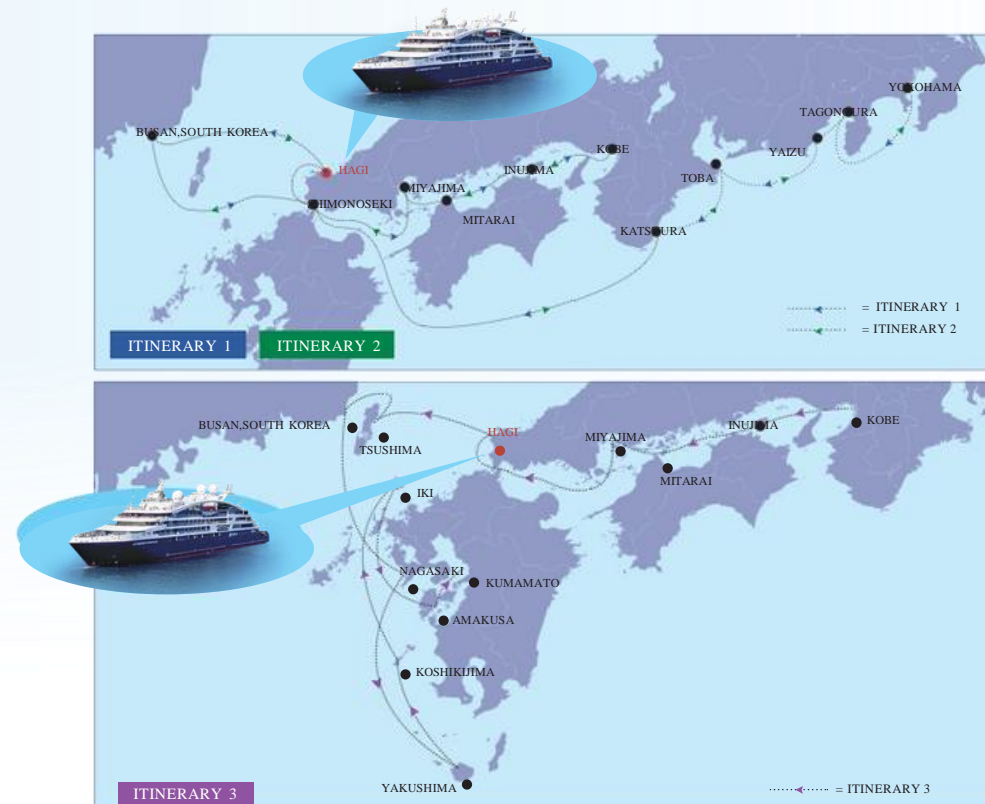 YOKOHAMA
TAGONOURA
BUSAN,SOUTH KOREA
YAIZU
KOBE
HAGI
INUJIMA
TOBA
MIYAJIMA
SHIMONOSEKI
MITARAI
KATSUURA
= ITINERARY 1
= ITINERARY 2
ITINERARY 1
ITINERARY 2
BUSAN,SOUTH KOREA
KOBE
INUJIMA
HAGI
MIYAJIMA
TSUSHIMA
MITARAI
IKI
NAGASAKI
KUMAMATO
AMAKUSA
KOSHIKIJIMA
YAKUSHIMA
= ITINERARY 3
ITINERARY 3